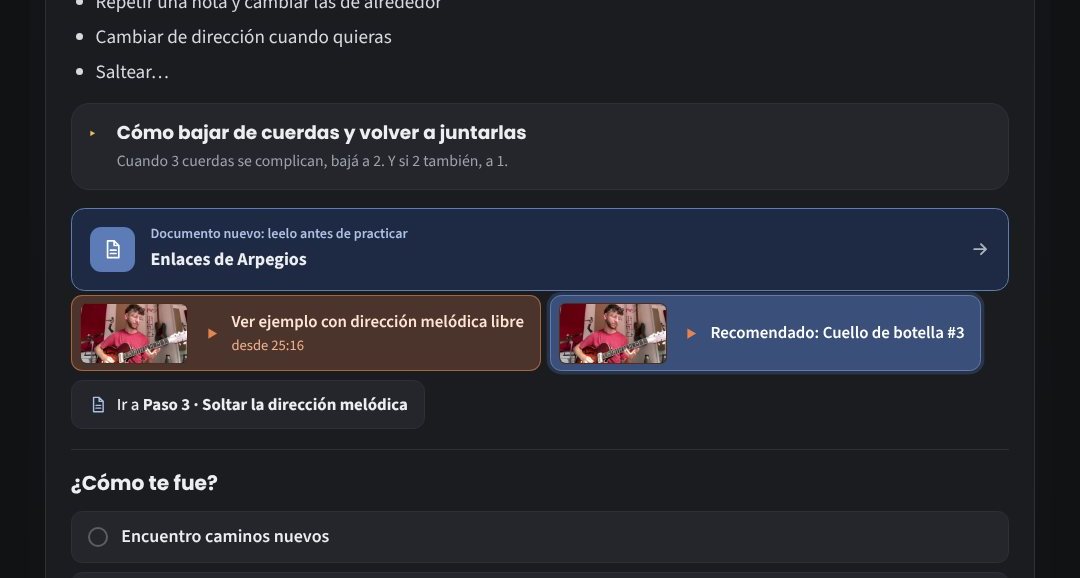 Repetir una nota y cambiar las de alrededor
Cambiar de dirección cuando quieras
Saltear…
Cómo bajar de cuerdas y volver a juntarlas
Cuando 3 cuerdas se complican, bajá a 2. Y si 2 también, a 1.
Documento nuevo: leelo antes de practicar
Enlaces de Arpegios
Ver ejemplo con dirección melódica libre
desde 25:16
Recomendado: Cuello de botella #3
Ir a Paso 3 · Soltar la dirección melódica
¿Cómo te fue?
Encuentro caminos nuevos